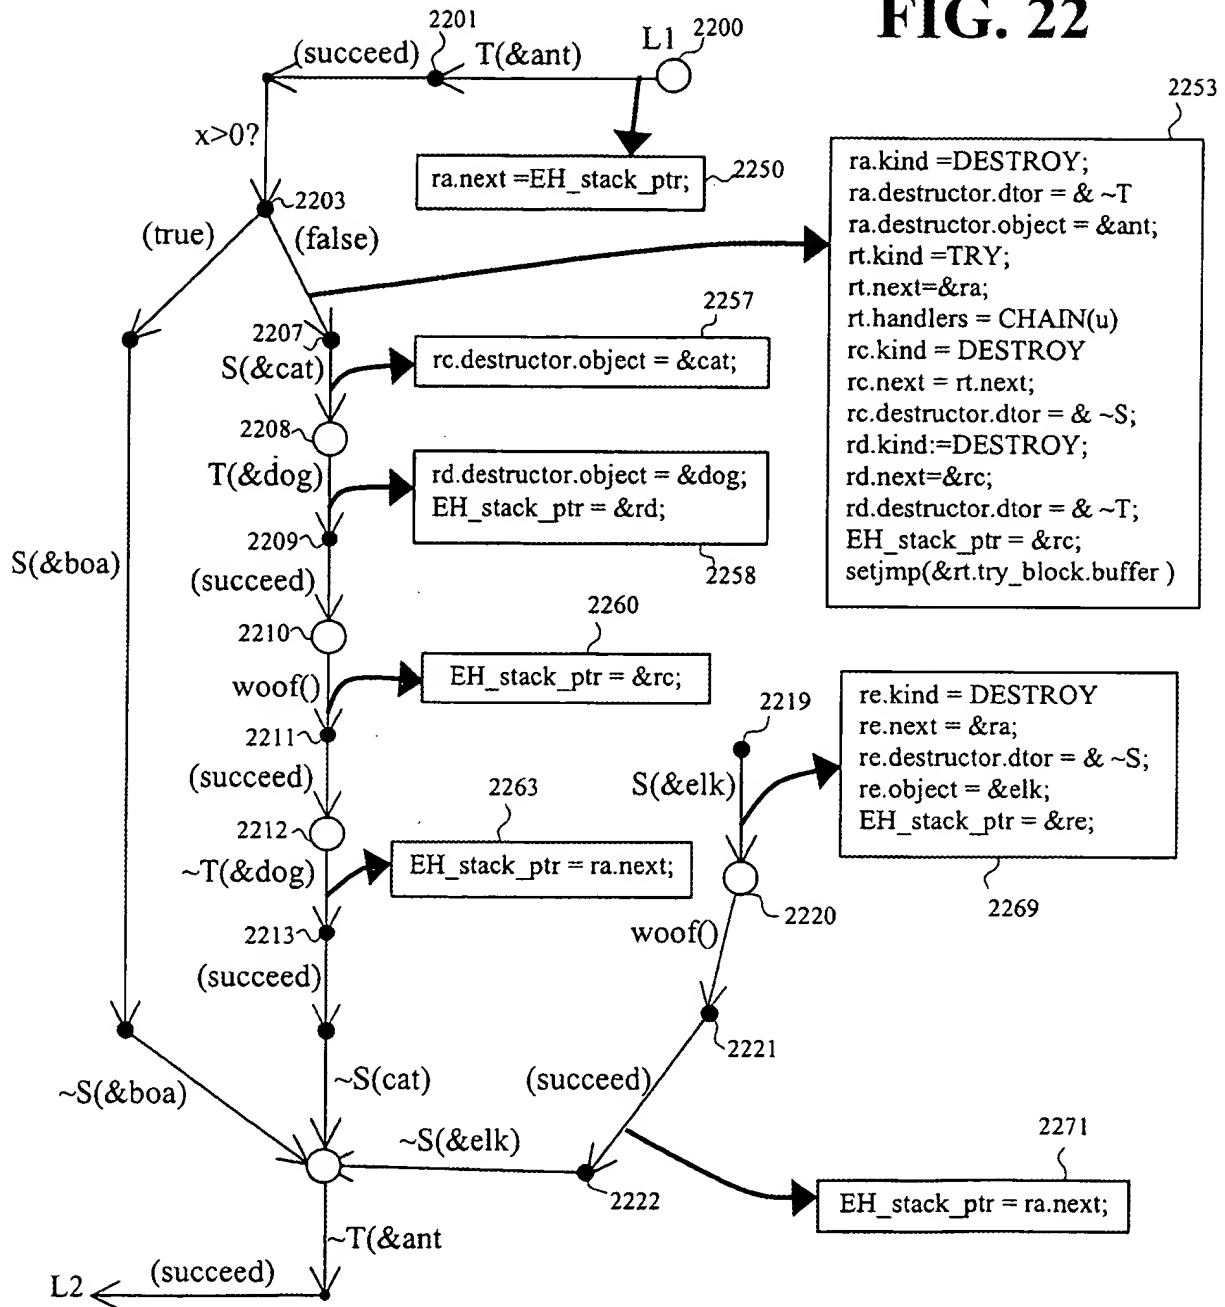 FIG. 22
2201
L1
2200
(succeed)
T(&ant)
x>0?
ra.next =EH_stack_ptr;
2250
2253
ra.kind =DESTROY;
ra.destructor.dtor = & ~T
ra.destructor.object = &ant;
rt.kind =TRY;
rt.next=&ra;
rt.handlers = CHAIN(u)
rc.kind = DESTROY
rc.next = rt.next;
rc.destructor.dtor = & ~S;
rd.kind:=DESTROY;
rd.next=&rc;
rd.destructor.dtor = & ~T;
EH_stack_ptr = &rc;
setjmp(&rt.try_block.buffer )
2203
(true)
(false)
2207
2257
S(&cat)
rc.destructor.object = &cat;
2208
T(&dog)
rd.destructor.object = &dog;
EH_stack_ptr = &rd;
2209
2258
S(&boa)
(succeed)
2210
2260
woof()
EH_stack_ptr = &rc;
2211
2219
re.kind = DESTROY
re.next = &ra;
re.destructor.dtor = & ~S;
re.object = &elk;
EH_stack_ptr = &re;
(succeed)
2263
S(&elk)
2212
~T(&dog)
EH_stack_ptr = ra.next;
2220
2269
2213
woof()
(succeed)
2221
~S(&boa)
~S(cat)
(succeed)
~S(&elk)
2222
2271
EH_stack_ptr = ra.next;
~T(&ant
L2
(succeed)